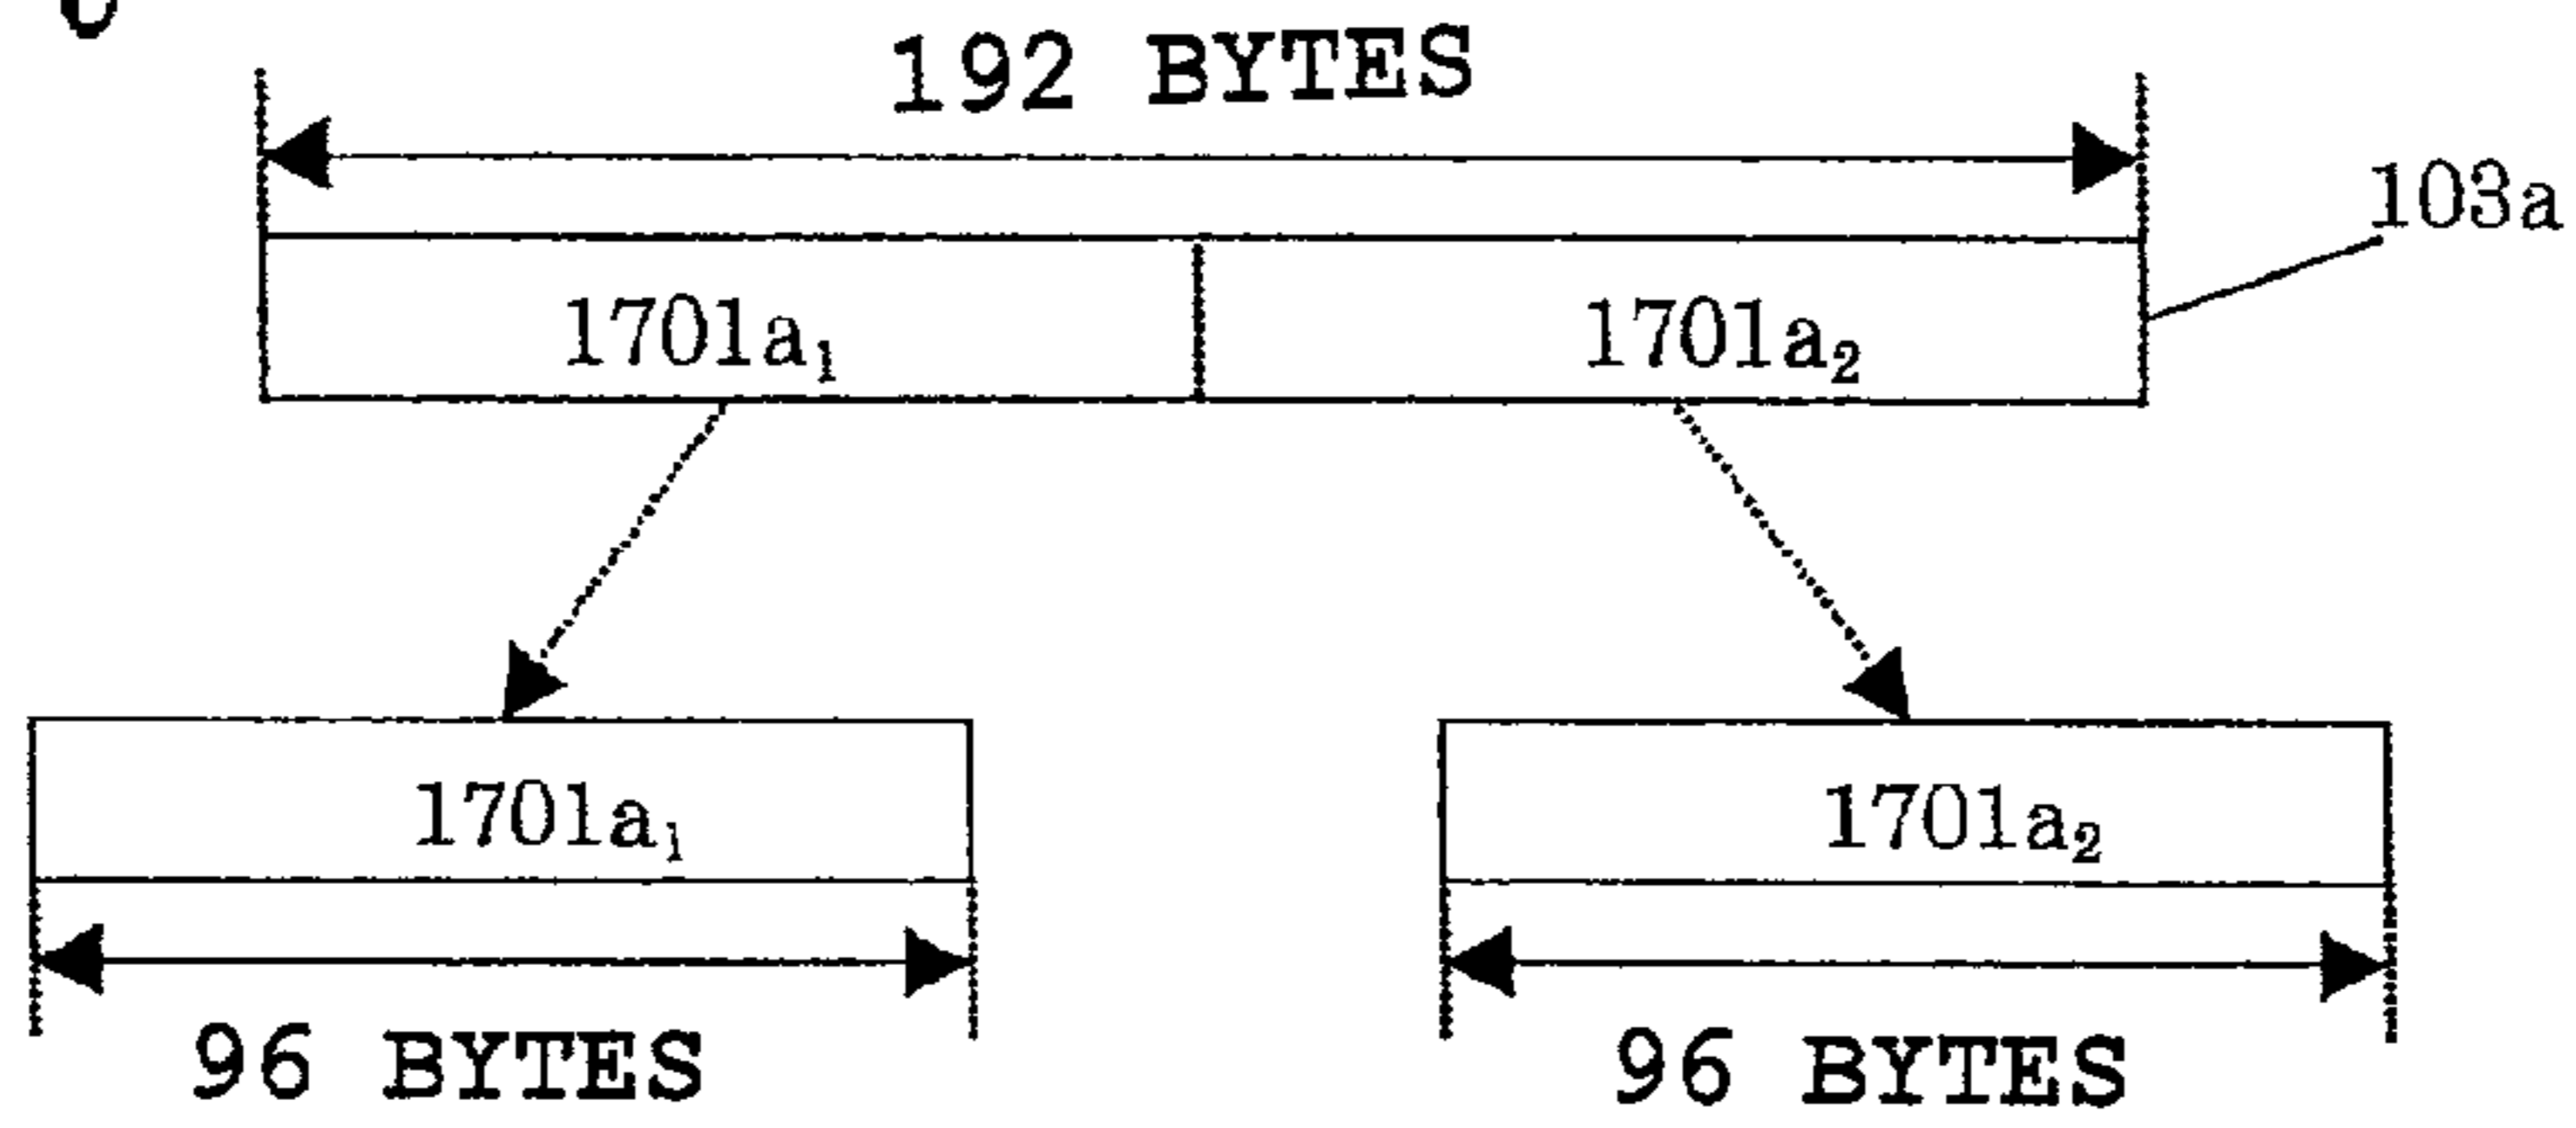 192 BYTES
103a
1701a₁ 1701a₂
1701a₁ 1701a₂
96 BYTES 96 BYTES